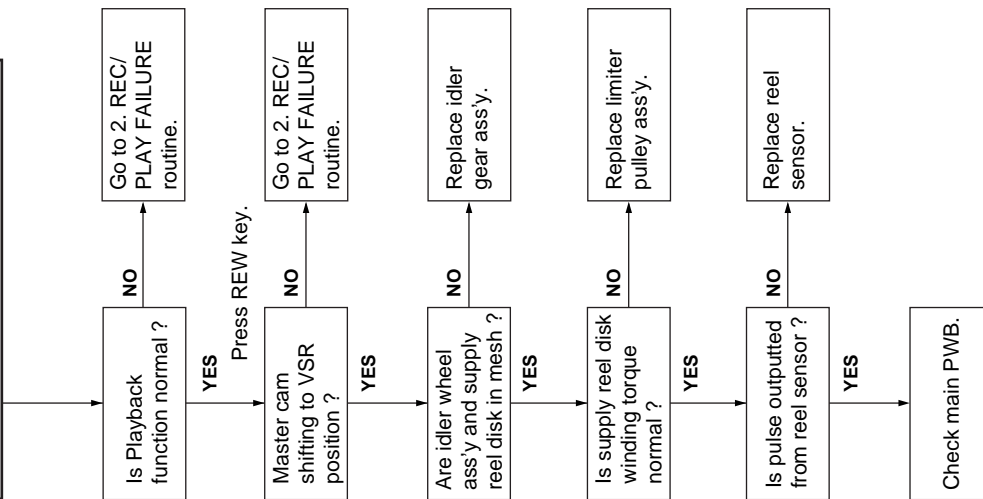 Is Playback
function normal ?
NO
Go to 2. REC/
PLAY FAILURE
routine.
YES
Press REW key.
Master cam
shifting to VSR
position ?
NO
Go to 2. REC/
PLAY FAILURE
routine.
YES
Are idler wheel
ass'y and supply
reel disk in mesh ?
NO
Replace idler
gear ass'y.
YES
Is supply reel disk
winding torque
normal ?
NO
Replace limiter
pulley ass'y.
YES
Is pulse outputted
from reel sensor ?
NO
Replace reel
sensor.
YES
Check main PWB.